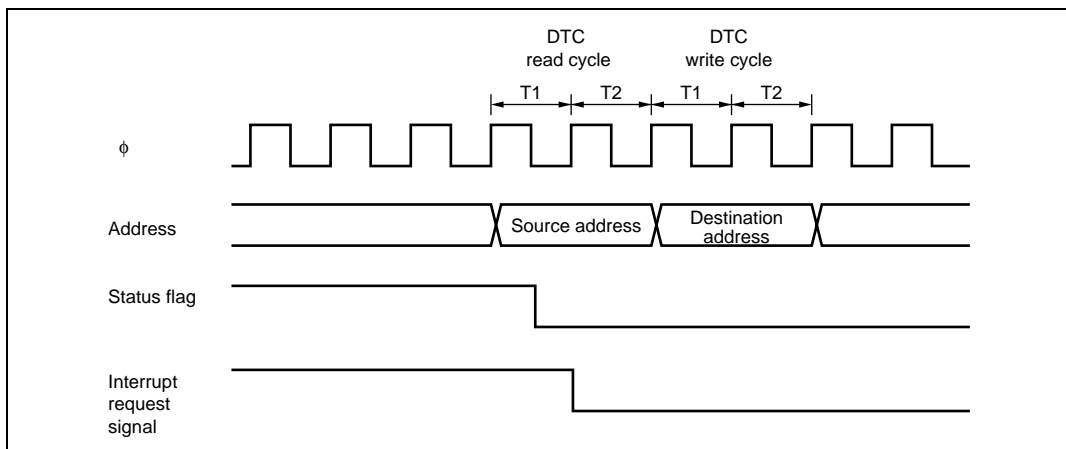 DTC
read cycle
DTC
write cycle
T1 T2 T1 T2
ϕ
Address
Source address
Destination
address
Status flag
Interrupt
request
signal